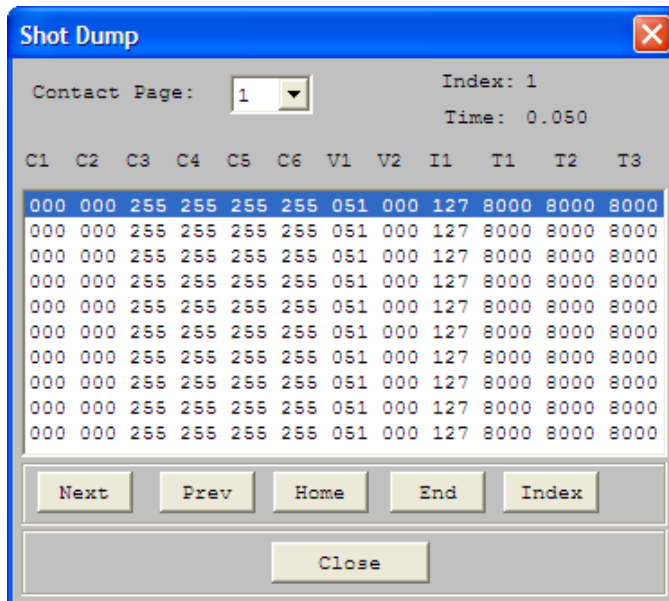 Shot Dump
Contact Page: 1 Index: 1
Time: 0.050
C1 C2 C3 C4 C5 C6 V1 V2 I1 T1 T2 T3
000 000 255 255 255 255 051 000 127 8000 8000 8000
000 000 255 255 255 255 051 000 127 8000 8000 8000
000 000 255 255 255 255 051 000 127 8000 8000 8000
000 000 255 255 255 255 051 000 127 8000 8000 8000
000 000 255 255 255 255 051 000 127 8000 8000 8000
000 000 255 255 255 255 051 000 127 8000 8000 8000
000 000 255 255 255 255 051 000 127 8000 8000 8000
000 000 255 255 255 255 051 000 127 8000 8000 8000
000 000 255 255 255 255 051 000 127 8000 8000 8000
000 000 255 255 255 255 051 000 127 8000 8000 8000
Next Prev Home End Index
Close